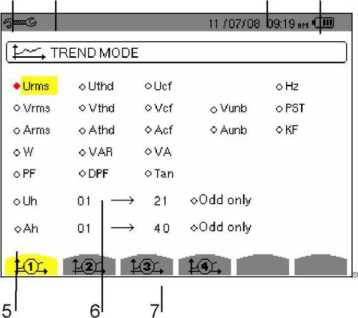 11/07/08 09:19 am
TREND MODE
Urms Uthd Ucf Hz
Vrms Vthd Vcf Vunb PST
Arms Athd Acf Aunb KF
W VAR VA
PF DPF Tan
Uh 01 → 21 Odd only
Ah 01 → 40 Odd only
1 2 3 4
5 6 7